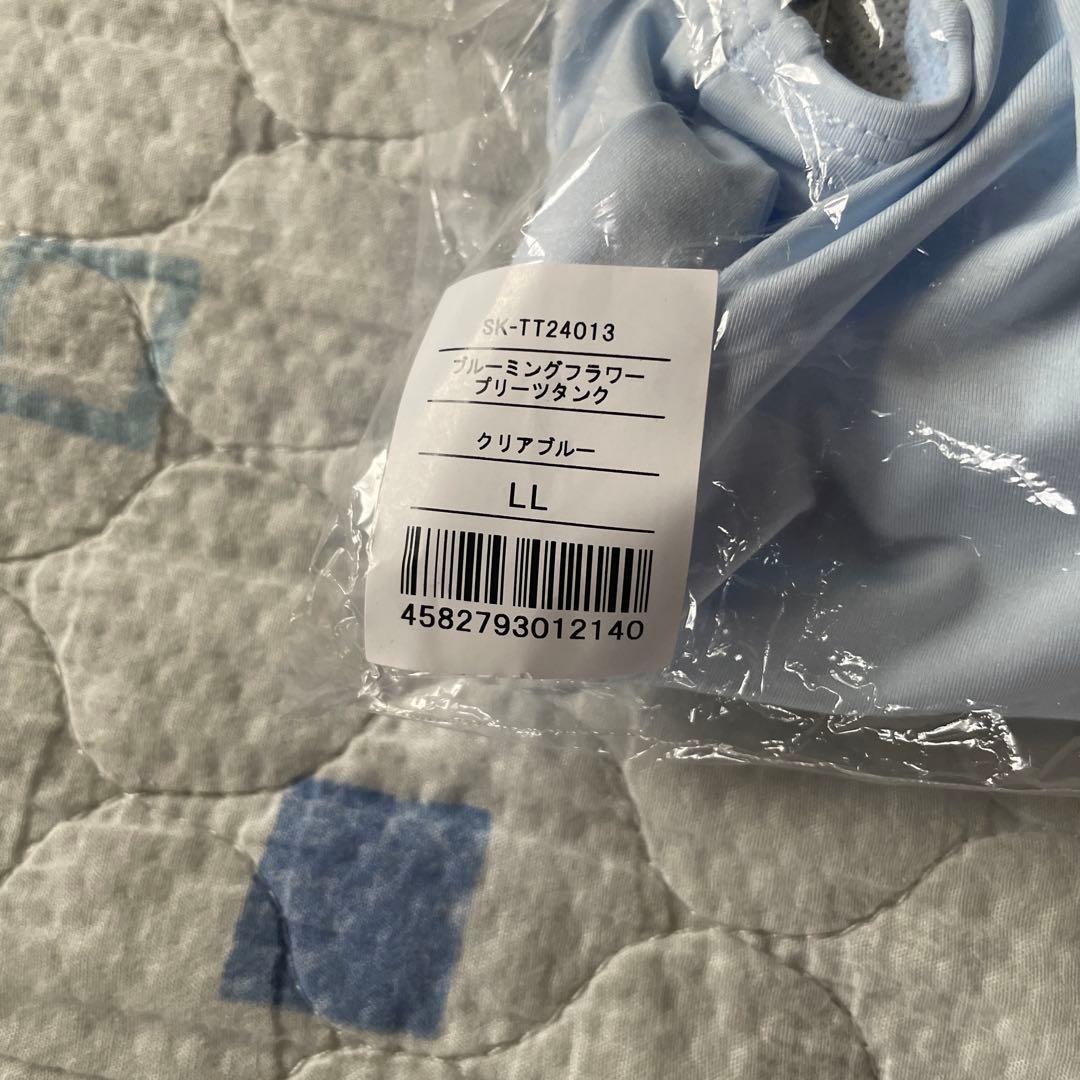 SK-TT24013
ブルーミングフラワー
プリーツタンク
クリアブルー
LL
4582793012140